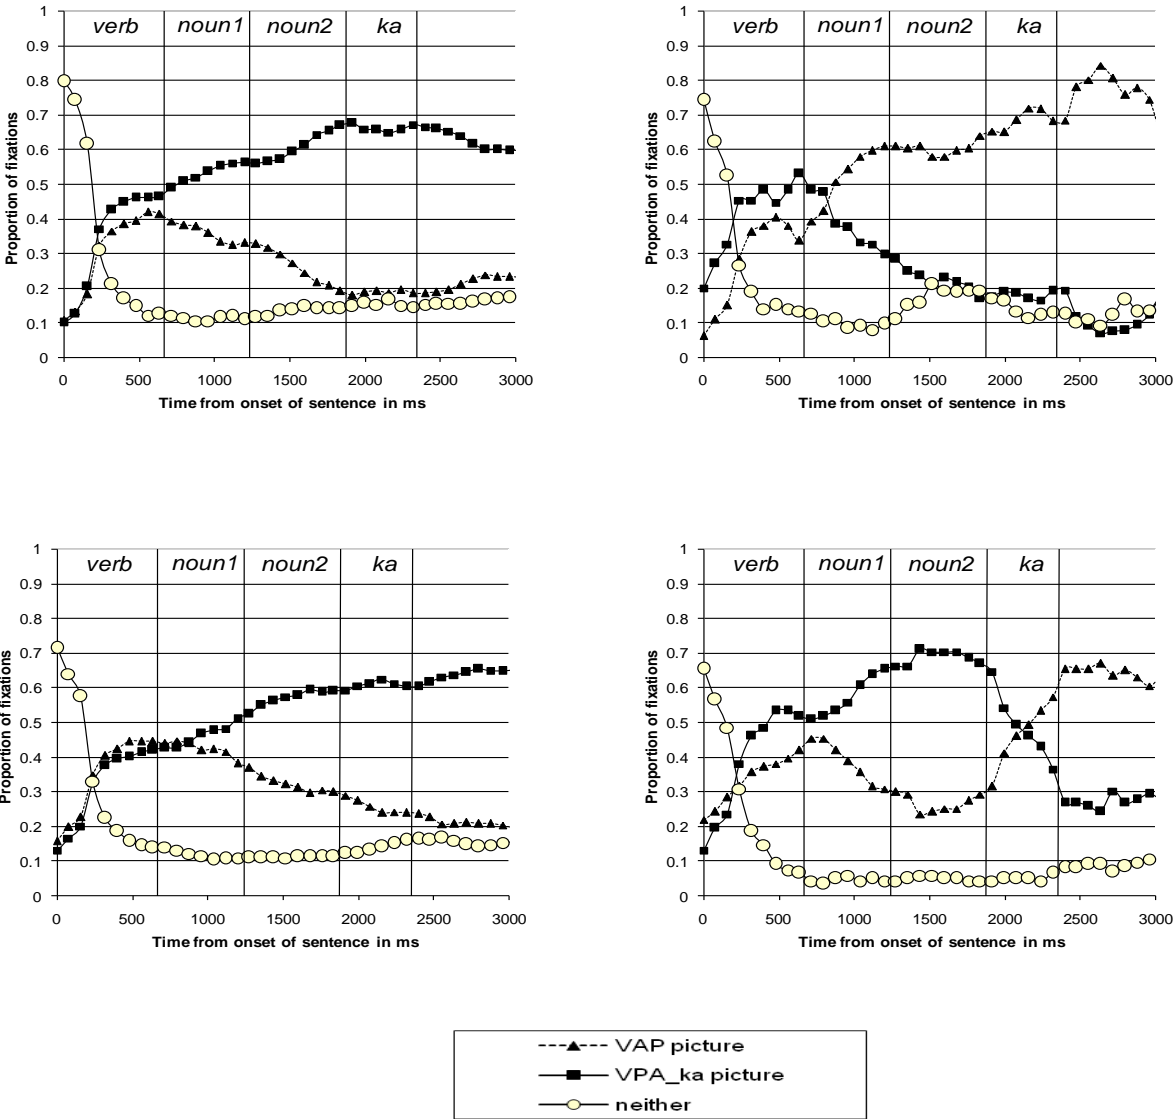 1
0.9
0.8
0.7
0.6
0.5
0.4
0.3
0.2
0.1
0
Proportion of fixations
verb noun1 noun2 ka
0 500 1000 1500 2000 2500 3000
Time from onset of sentence in ms
1
0.9
0.8
0.7
0.6
0.5
0.4
0.3
0.2
0.1
0
Proportion of fixations
verb noun1 noun2 ka
0 500 1000 1500 2000 2500 3000
Time from onset of sentence in ms
1
0.9
0.8
0.7
0.6
0.5
0.4
0.3
0.2
0.1
0
Proportion of fixations
verb noun1 noun2 ka
0 500 1000 1500 2000 2500 3000
Time from onset of sentence in ms
1
0.9
0.8
0.7
0.6
0.5
0.4
0.3
0.2
0.1
0
Proportion of fixations
verb noun1 noun2 ka
0 500 1000 1500 2000 2500 3000
Time from onset of sentence in ms
VAP picture
VPA_ka picture
neither